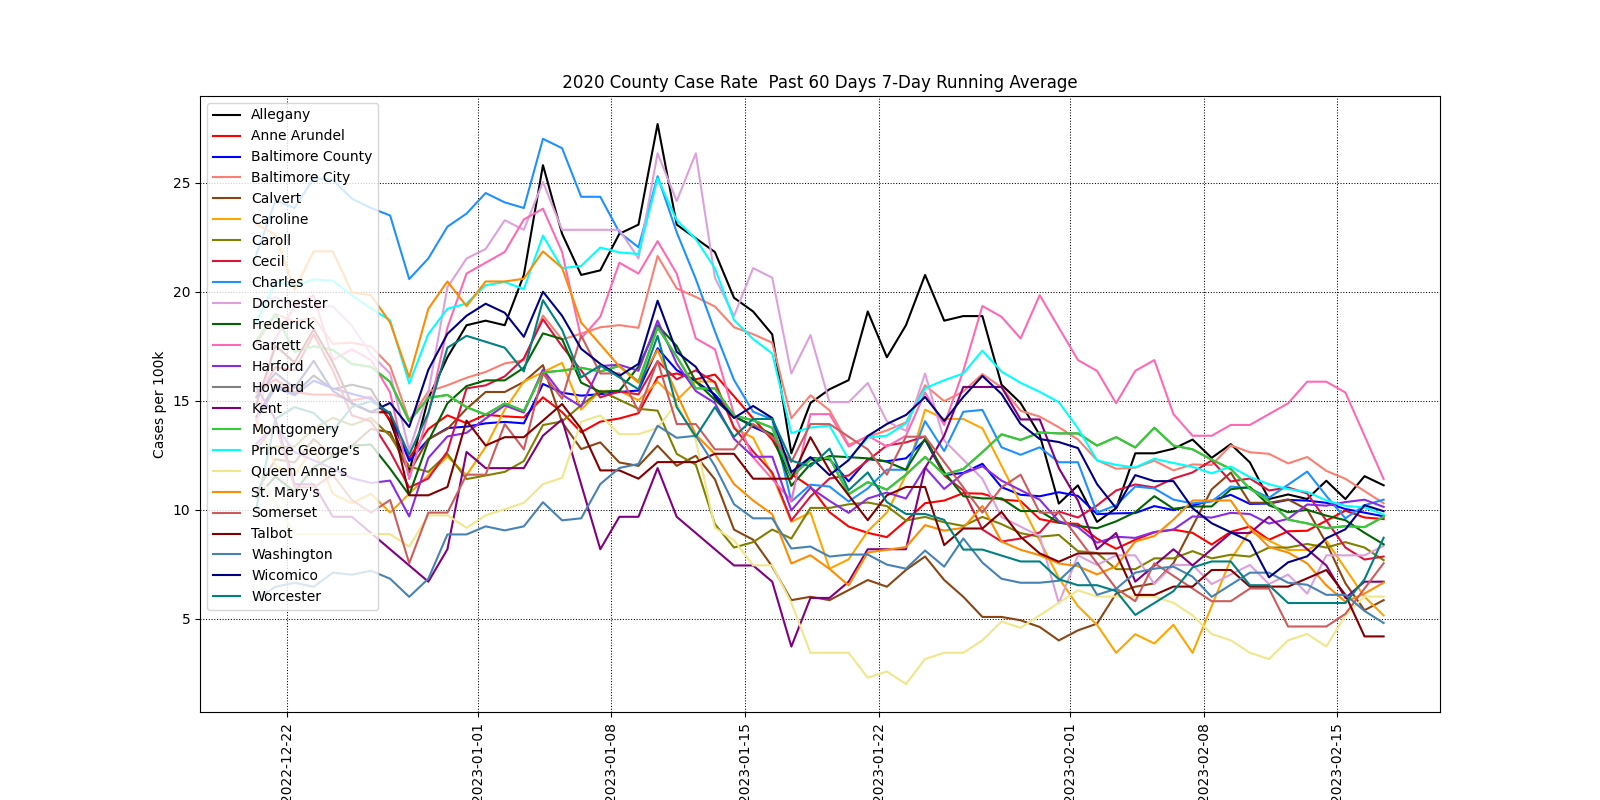 2020 County Case Rate  Past 60 Days 7-Day Running Average
Cases per 100k
25
20
15
10
5
Allegany
Anne Arundel
Baltimore County
Baltimore City
Calvert
Caroline
Caroll
Cecil
Charles
Dorchester
Frederick
Garrett
Harford
Howard
Kent
Montgomery
Prince George's
Queen Anne's
St. Mary's
Somerset
Talbot
Washington
Wicomico
Worcester
2022-12-22
2023-01-01
2023-01-08
2023-01-15
2023-01-22
2023-02-01
2023-02-08
2023-02-15